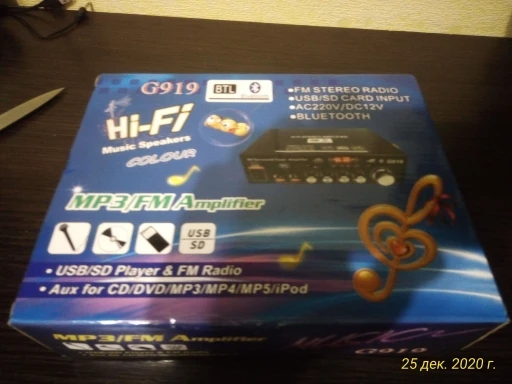 G919 BTL Bluetooth
•FM STEREO RADIO
•USB/SD CARD INPUT
•AC220V/DC12V
•BLUETOOTH
Hi-Fi
Music Speakers
COLOUR
MP3/FM Amplifier
USB
SD
• USB/SD Player & FM Radio
• Aux for CD/DVD/MP3/MP4/MP5/iPod
MP3/FM Amplifier
MUSIC
G919
25 дек. 2020 г.